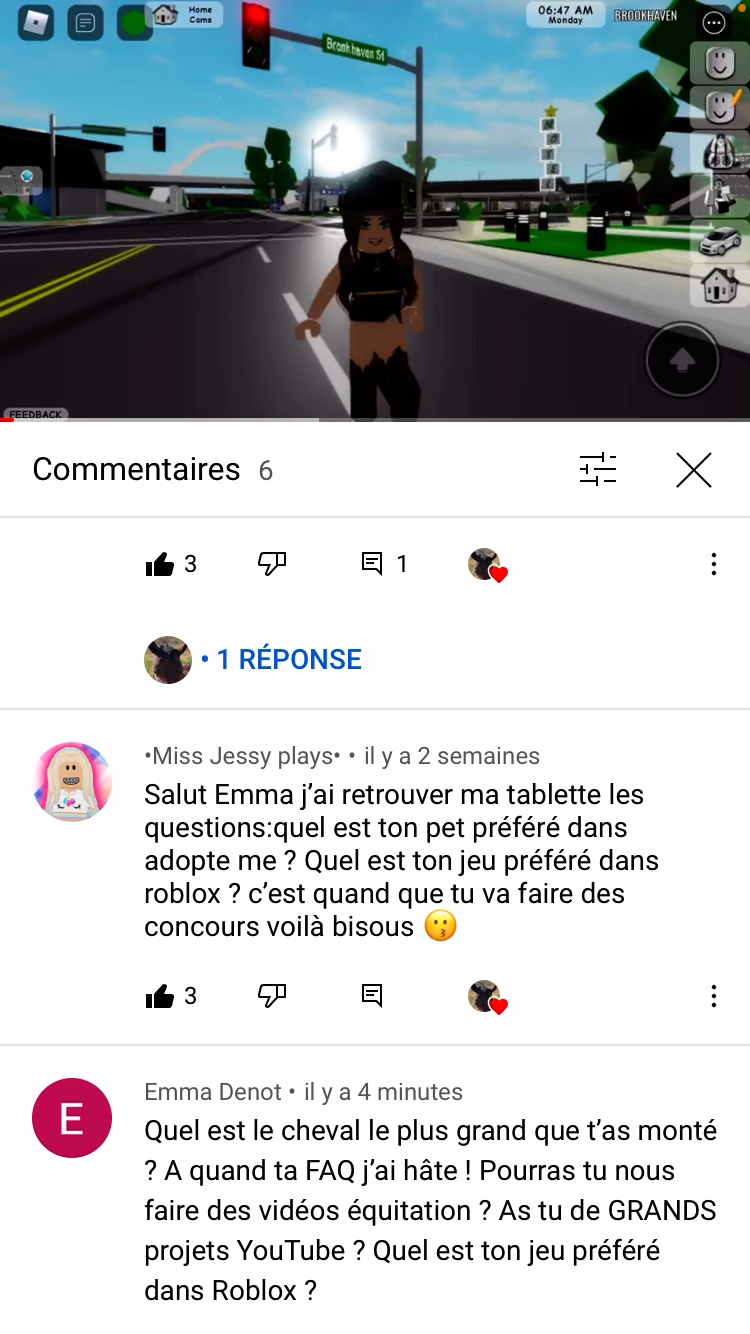 Home
Cams
06:47 AM
Monday
BROOKHAVEN
Brookhaven St
FEEDBACK
Commentaires 6
3
1
• 1 RÉPONSE
•Miss Jessy plays• • il y a 2 semaines
Salut Emma j’ai retrouver ma tablette les
questions:quel est ton pet préféré dans
adopte me ? Quel est ton jeu préféré dans
roblox ? c’est quand que tu va faire des
concours voilà bisous 😗
3
E
Emma Denot • il y a 4 minutes
Quel est le cheval le plus grand que t’as monté
? A quand ta FAQ j’ai hâte ! Pourras tu nous
faire des vidéos équitation ? As tu de GRANDS
projets YouTube ? Quel est ton jeu préféré
dans Roblox ?